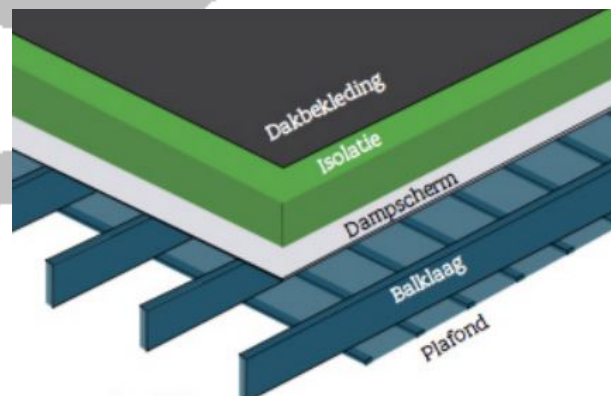 Dakbekleding
Isolatie
Dampscherm
Balklaag
Plafond